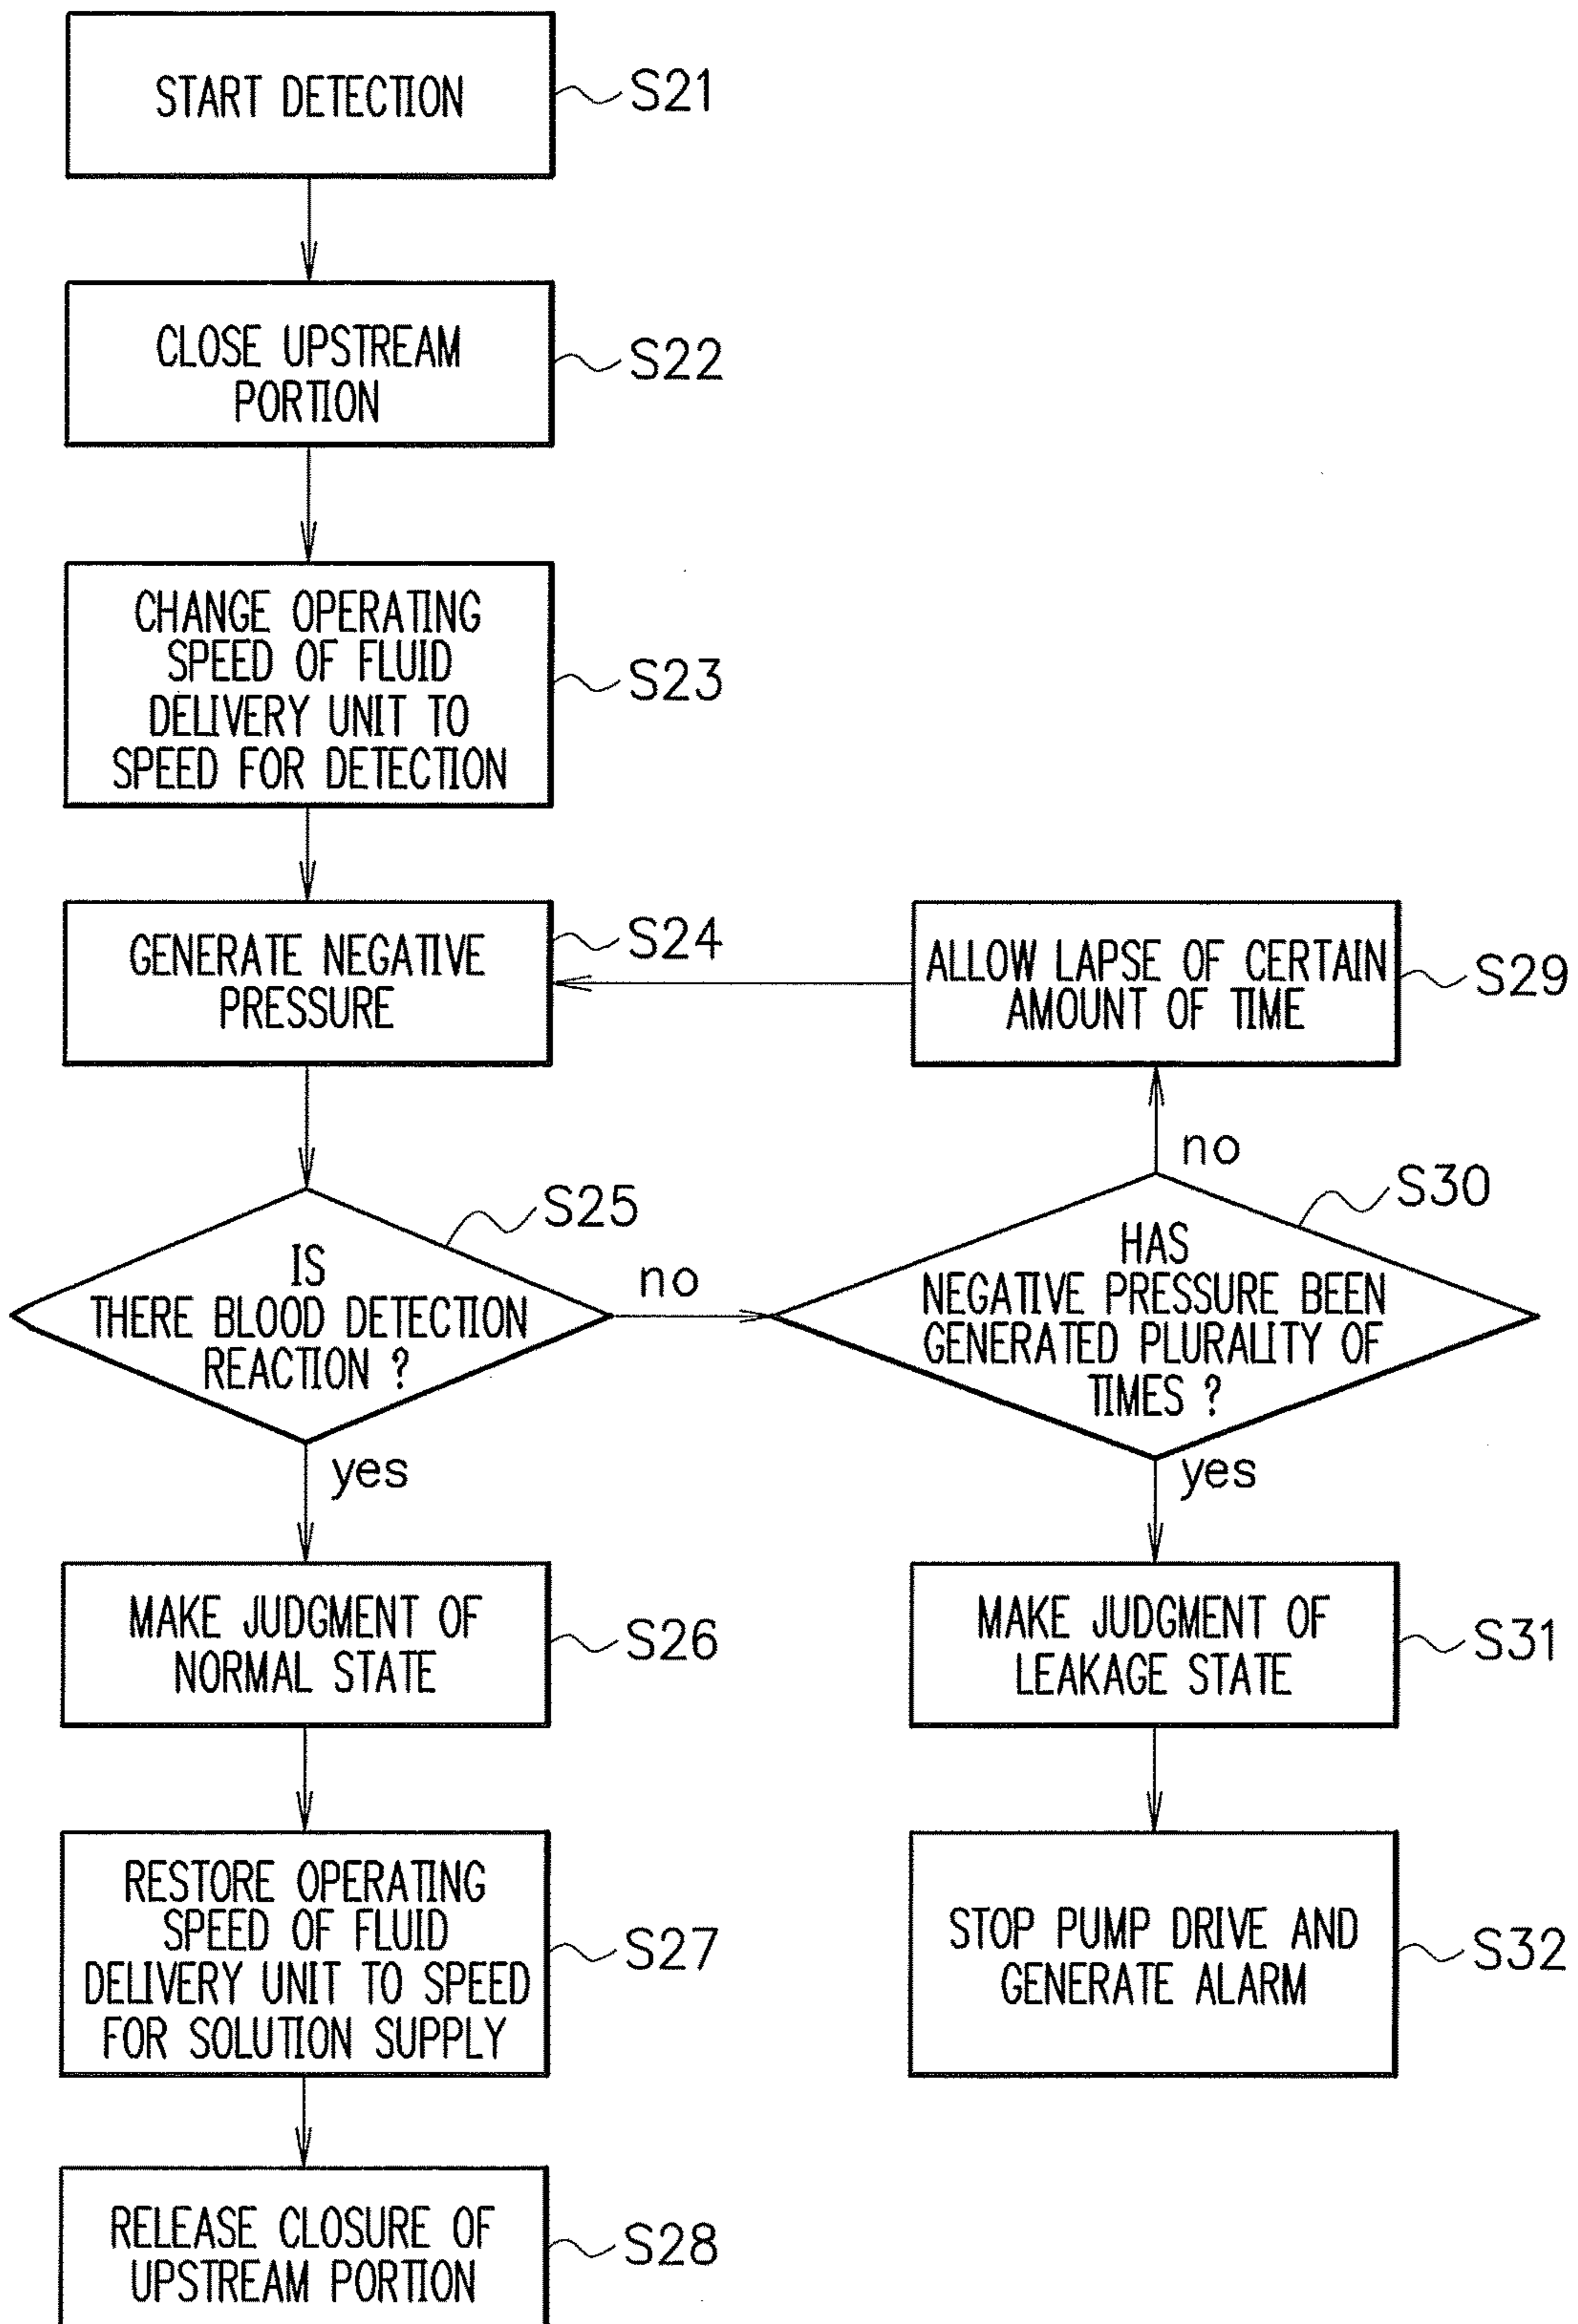 START DETECTION
S21
CLOSE UPSTREAM
PORTION
S22
CHANGE OPERATING
SPEED OF FLUID
DELIVERY UNIT TO
SPEED FOR DETECTION
S23
GENERATE NEGATIVE
PRESSURE
S24
ALLOW LAPSE OF CERTAIN
AMOUNT OF TIME
S29
IS
THERE BLOOD DETECTION
REACTION ?
S25
no
yes
HAS
NEGATIVE PRESSURE BEEN
GENERATED PLURALITY OF
TIMES ?
S30
no
yes
MAKE JUDGMENT OF
NORMAL STATE
S26
MAKE JUDGMENT OF
LEAKAGE STATE
S31
RESTORE OPERATING
SPEED OF FLUID
DELIVERY UNIT TO SPEED
FOR SOLUTION SUPPLY
S27
STOP PUMP DRIVE AND
GENERATE ALARM
S32
RELEASE CLOSURE OF
UPSTREAM PORTION
S28